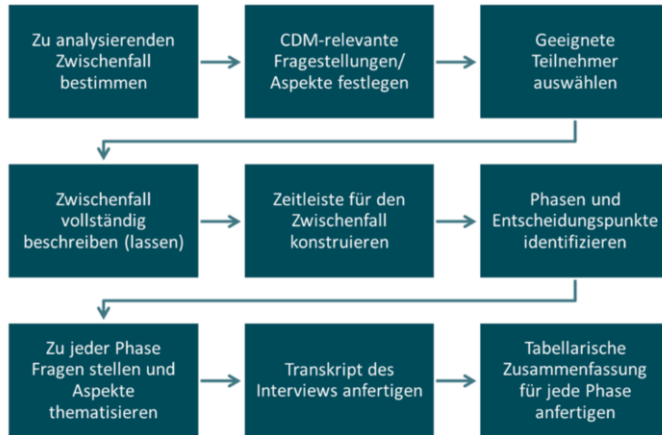 Zu analysierenden
Zwischenfall
bestimmen
CDM-relevante
Fragestellungen/
Aspekte festlegen
Geeignete
Teilnehmer
auswählen
Zwischenfall
vollständig
beschreiben (lassen)
Zeitleiste für den
Zwischenfall
konstruieren
Phasen und
Entscheidungspunkte
identifizieren
Zu jeder Phase
Fragen stellen und
Aspekte
thematisieren
Transkript des
Interviews anfertigen
Tabellarische
Zusammenfassung
für jede Phase
anfertigen